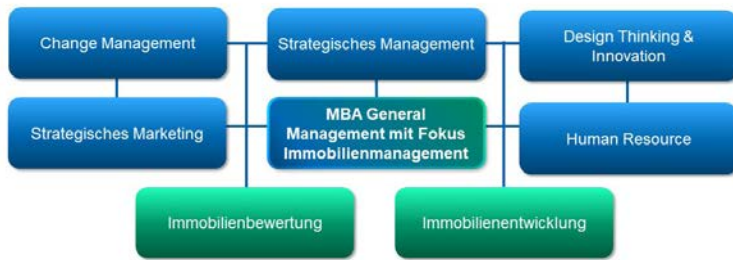 Change Management
Strategisches Management
Design Thinking &
Innovation
Strategisches Marketing
MBA General
Management mit Fokus
Immobilienmanagement
Human Resource
Immobilienbewertung
Immobilienentwicklung